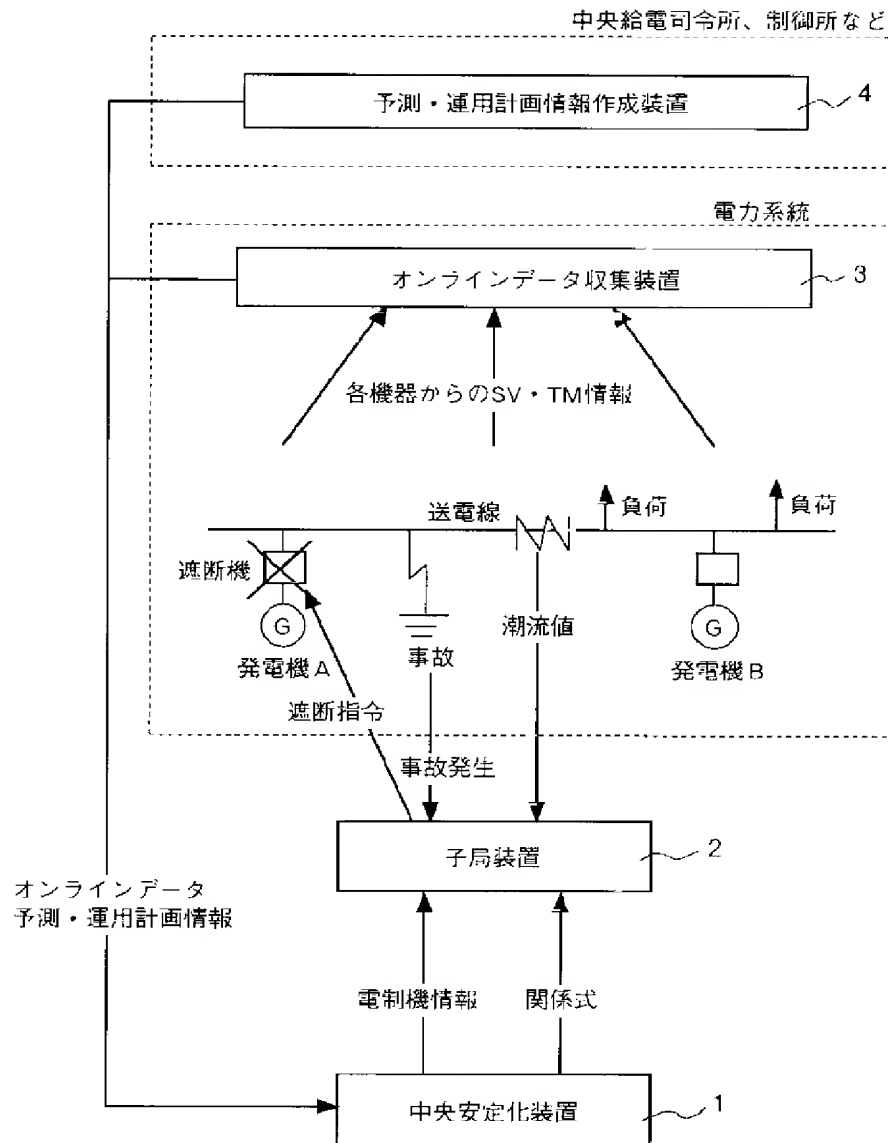 中央給電司令所、制御所など
予測・運用計画情報作成装置
4
電力系統
オンラインデータ収集装置
3
各機器からのSV・TM情報
送電線
負荷
負荷
遮断機
G
発電機A
事故
潮流値
G
発電機B
遮断指令
事故発生
子局装置
2
オンラインデータ
予測・運用計画情報
電制機情報
関係式
中央安定化装置
1